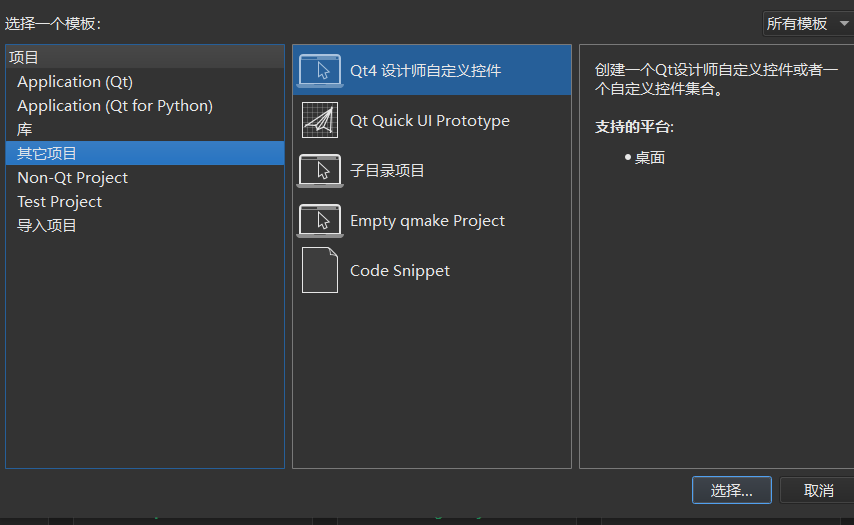 选择一个模板：
所有模板
项目
Application (Qt)
Application (Qt for Python)
库
其它项目
Non-Qt Project
Test Project
导入项目
Qt4 设计师自定义控件
Qt Quick UI Prototype
子目录项目
Empty qmake Project
Code Snippet
创建一个Qt设计师自定义控件或者一
个自定义控件集合。
支持的平台:
• 桌面
选择...
取消